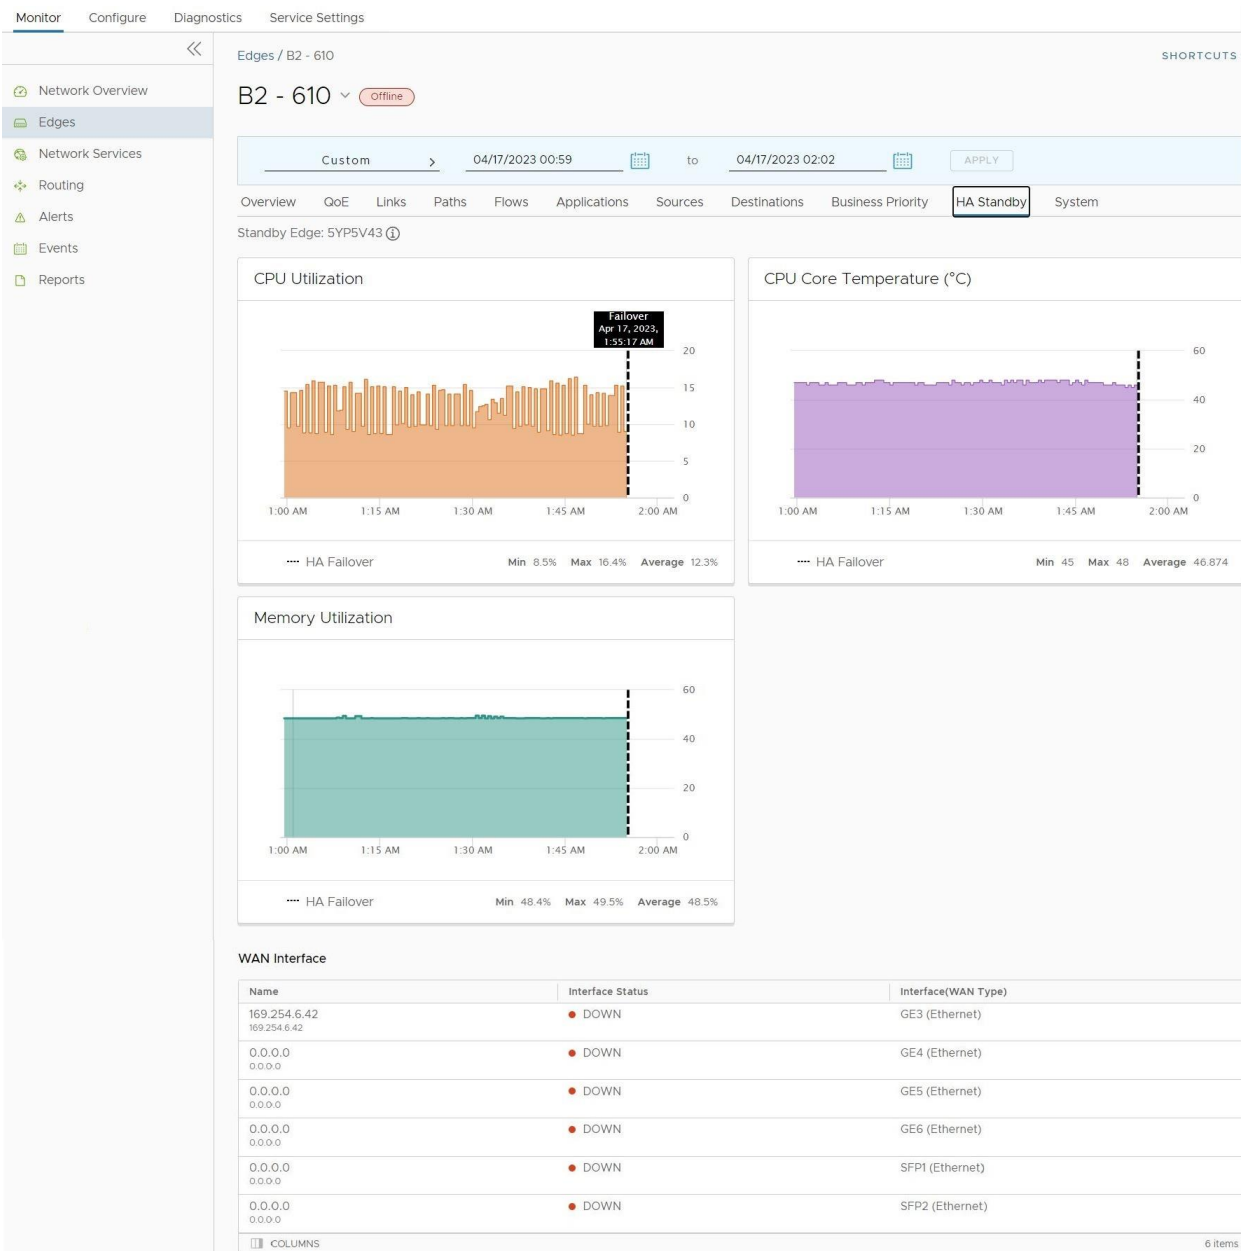 Monitor Configure Diagnostics Service Settings
Edges / B2 - 610 SHORTCUTS
Network Overview
Edges
Network Services
Routing
Alerts
Events
Reports
B2 - 610 Offline
Custom 04/17/2023 00:59 to 04/17/2023 02:02 APPLY
Overview QoE Links Paths Flows Applications Sources Destinations Business Priority HA Standby System
Standby Edge: 5YP5V43
CPU Utilization
Failover
Apr 17, 2023,
1:55:17 AM
20
15
10
5
0
1:00 AM 1:15 AM 1:30 AM 1:45 AM 2:00 AM
HA Failover Min 8.5% Max 16.4% Average 12.3%
CPU Core Temperature (°C)
60
40
20
0
1:00 AM 1:15 AM 1:30 AM 1:45 AM 2:00 AM
HA Failover Min 45 Max 48 Average 46.874
Memory Utilization
60
40
20
0
1:00 AM 1:15 AM 1:30 AM 1:45 AM 2:00 AM
HA Failover Min 48.4% Max 49.5% Average 48.5%
WAN Interface
Name Interface Status Interface(WAN Type)
169.254.6.42 DOWN GE3 (Ethernet)
169.254.6.42
0.0.0.0 DOWN GE4 (Ethernet)
0.0.0.0
0.0.0.0 DOWN GE5 (Ethernet)
0.0.0.0
0.0.0.0 DOWN GE6 (Ethernet)
0.0.0.0
0.0.0.0 DOWN SFP1 (Ethernet)
0.0.0.0
0.0.0.0 DOWN SFP2 (Ethernet)
0.0.0.0
COLUMNS 6 items